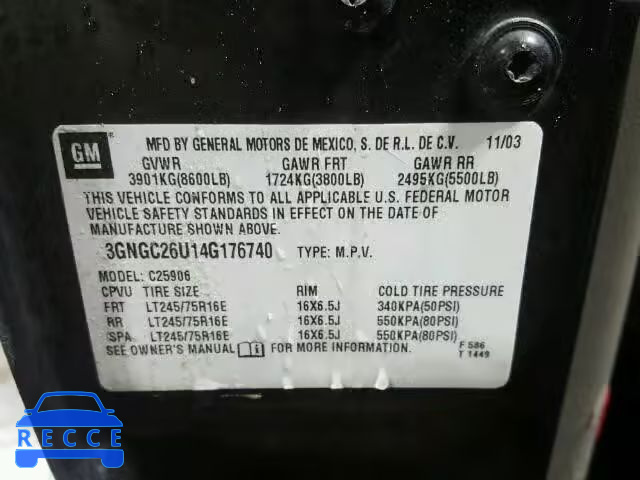 GM
MFD BY GENERAL MOTORS DE MEXICO, S. DE R.L. DE C.V. 11/03
GVWR GAWR FRT GAWR RR
3901KG(8600LB) 1724KG(3800LB) 2495KG(5500LB)
THIS VEHICLE CONFORMS TO ALL APPLICABLE U.S. FEDERAL MOTOR
VEHICLE SAFETY STANDARDS IN EFFECT ON THE DATE OF
MANUFACTURE SHOWN ABOVE.
3GNGC26U14G176740 TYPE: M.P.V.
MODEL: C25906
CPVU TIRE SIZE RIM COLD TIRE PRESSURE
FRT LT245/75R16E 16X6.5J 340KPA(50PSI)
RR LT245/75R16E 16X6.5J 550KPA(80PSI)
SPA LT245/75R16E 16X6.5J 550KPA(80PSI)
SEE OWNER'S MANUAL FOR MORE INFORMATION. F 586
T 1449